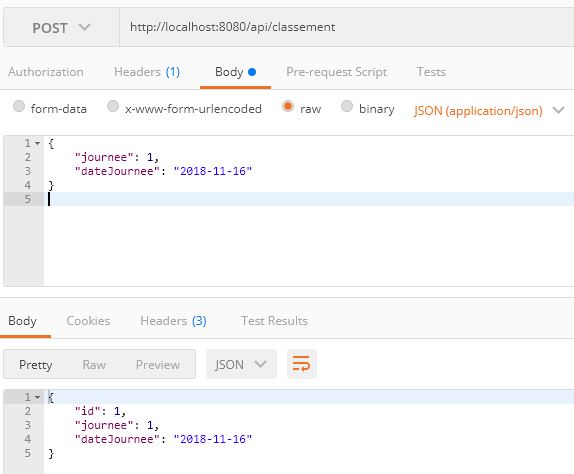 POST http://localhost:8080/api/classement
Authorization Headers (1) Body Pre-request Script Tests
form-data x-www-form-urlencoded raw binary JSON (application/json)
1 {
2 "journee": 1,
3 "dateJournee": "2018-11-16"
4 }
5
Body Cookies Headers (3) Test Results
Pretty Raw Preview JSON
1 {
2 "id": 1,
3 "journee": 1,
4 "dateJournee": "2018-11-16"
5 }